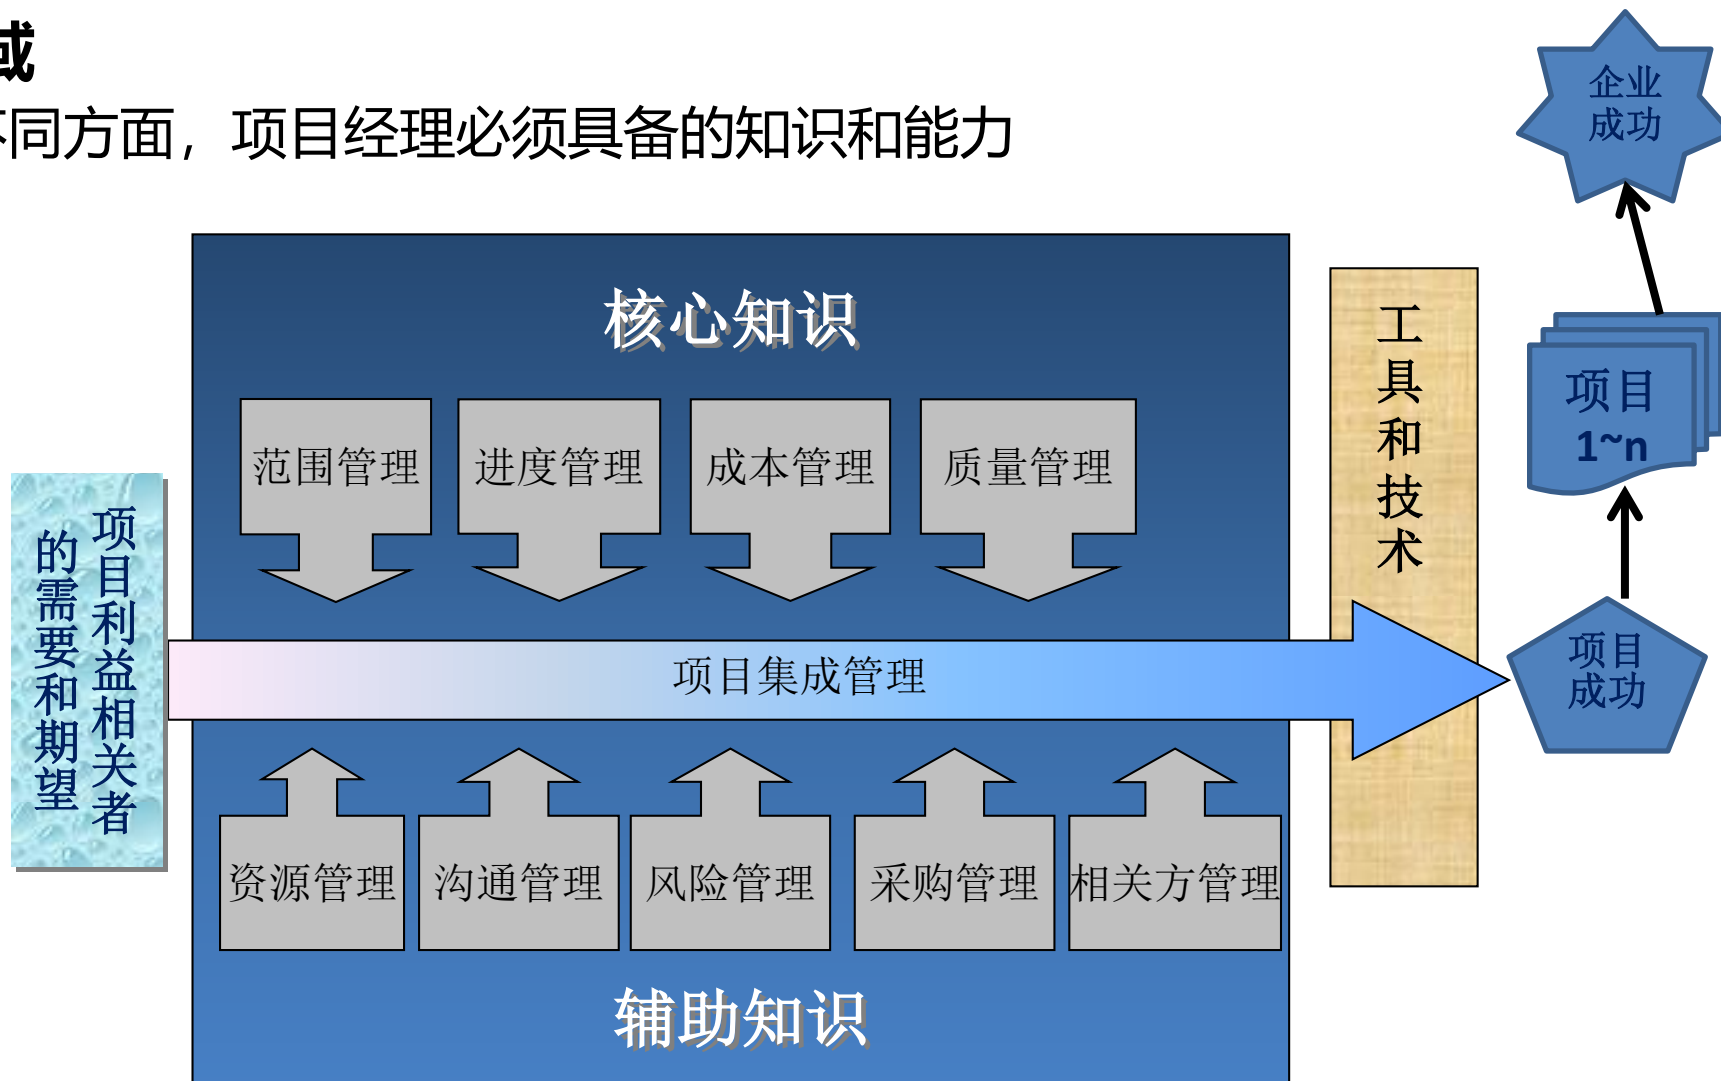 域
不同方面，项目经理必须具备的知识和能力
企业
成功
核心知识
工具和技术
项目
1~n
范围管理
进度管理
成本管理
质量管理
项目利益相关者
的需要和期望
项目集成管理
项目
成功
资源管理
沟通管理
风险管理
采购管理
相关方管理
辅助知识